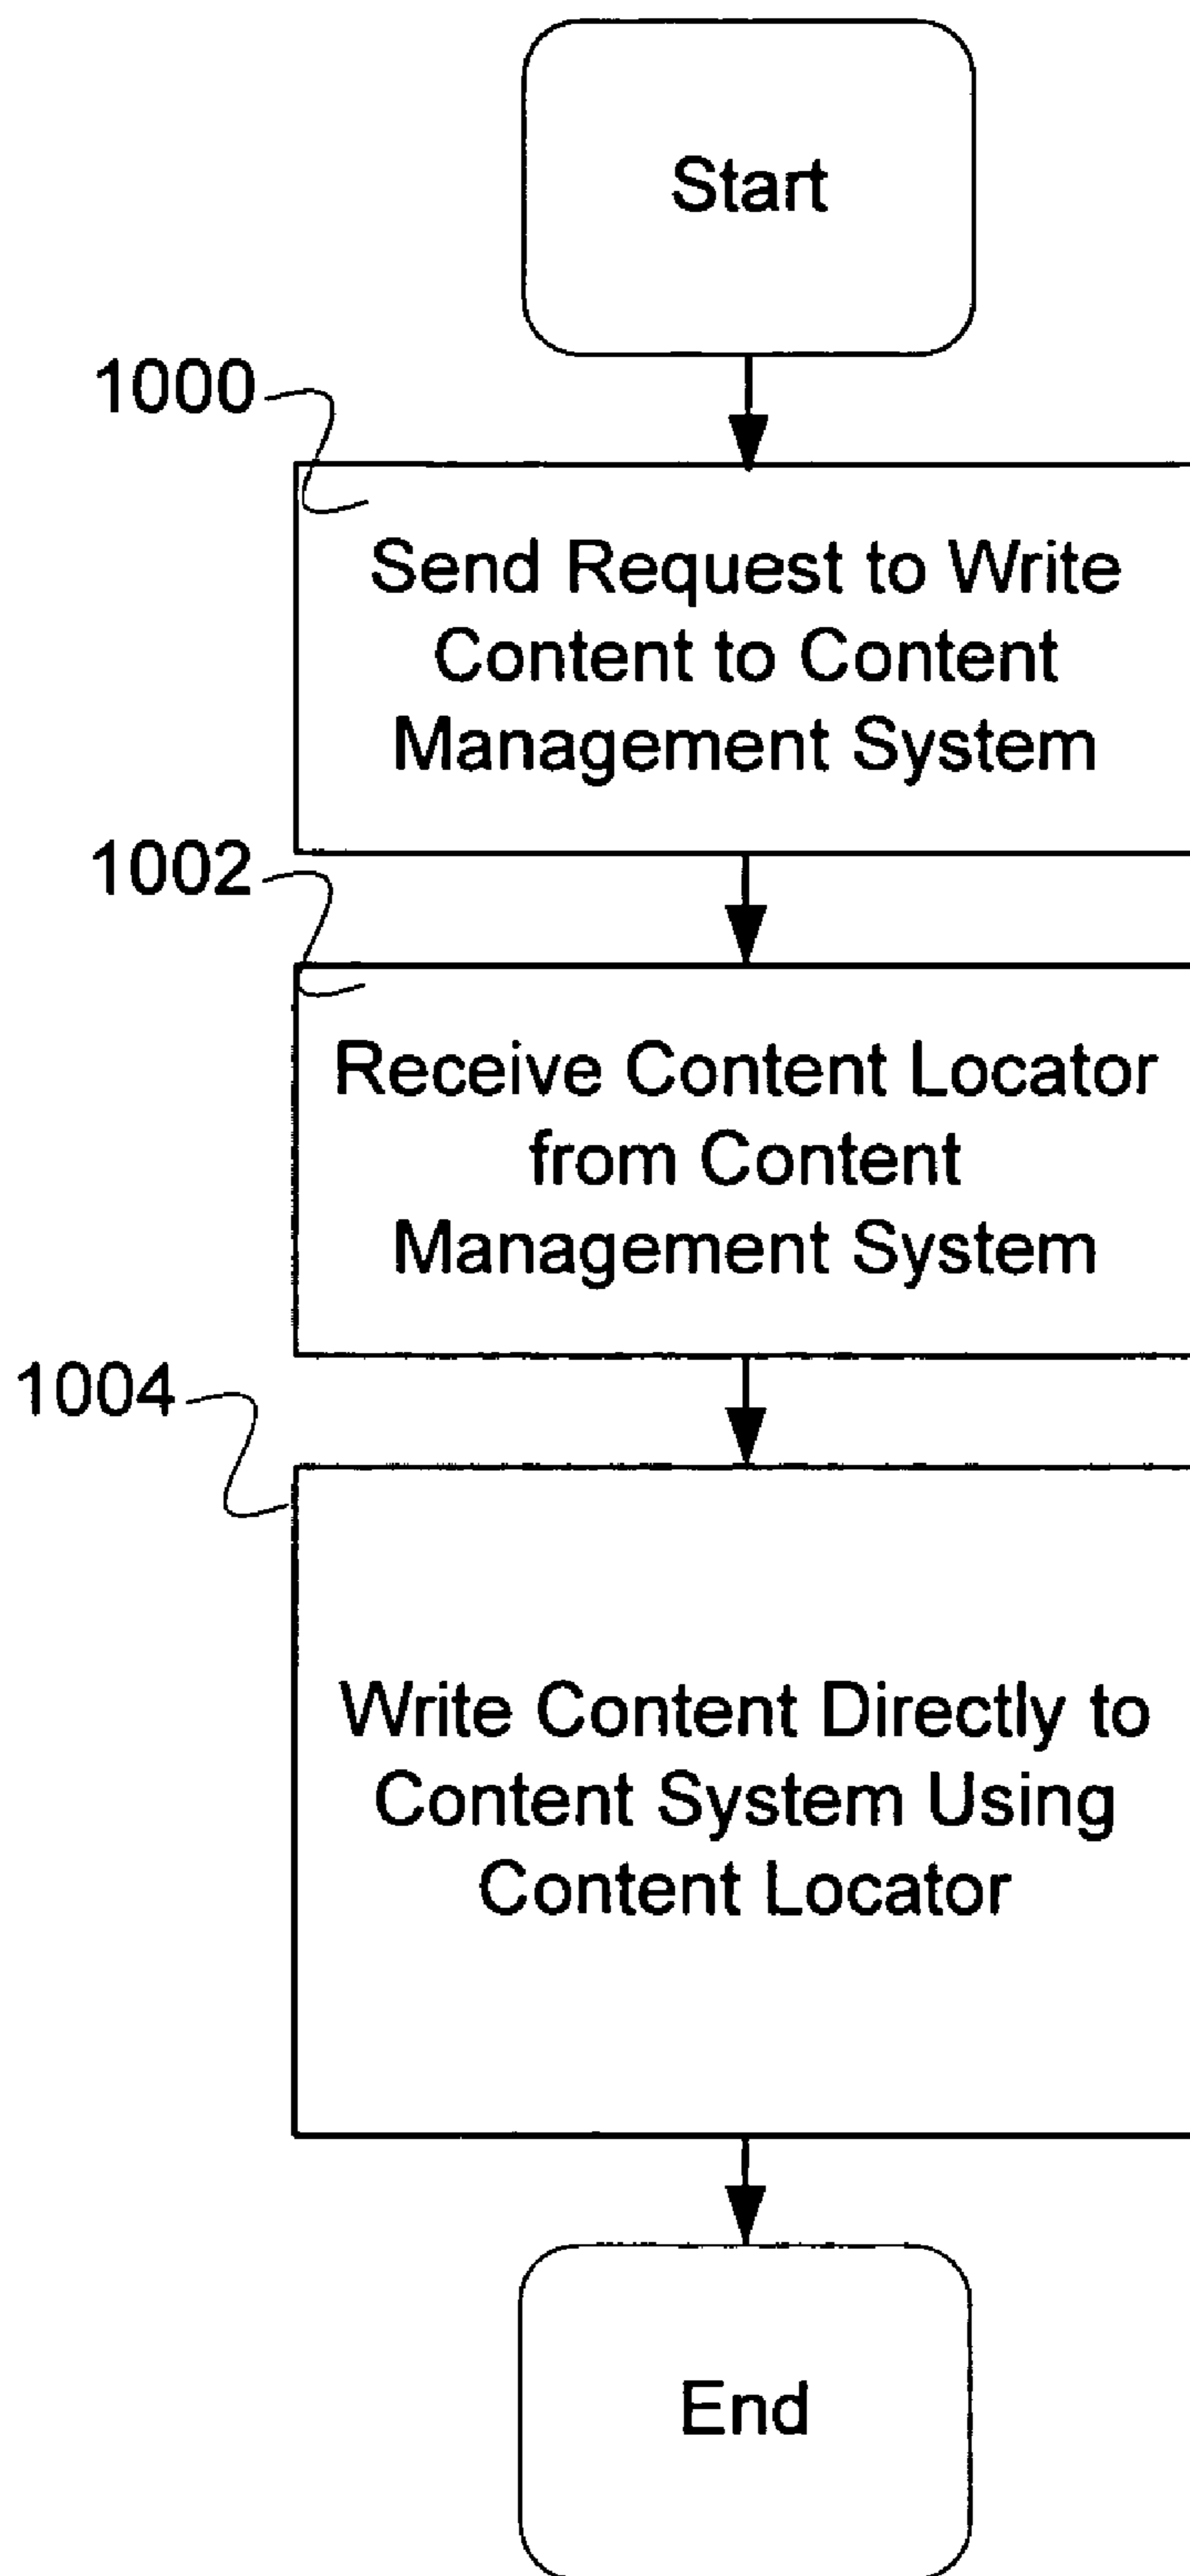 Start
1000
Send Request to Write
Content to Content
Management System
1002
Receive Content Locator
from Content
Management System
1004
Write Content Directly to
Content System Using
Content Locator
End